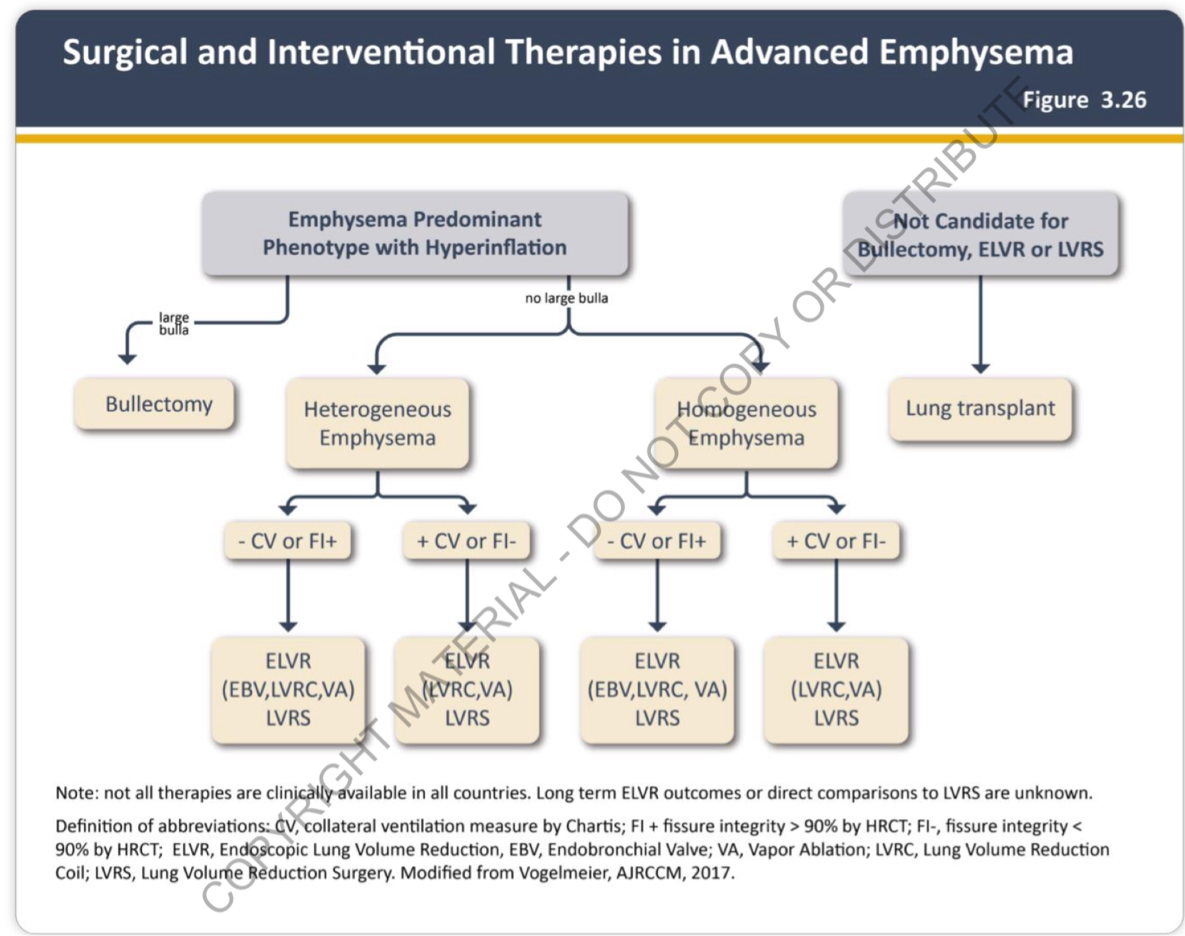 Surgical and Interventional Therapies in Advanced Emphysema
Figure 3.26
Emphysema Predominant
Phenotype with Hyperinflation
Not Candidate for
Bullectomy, ELVR or LVRS
large
bulla
no large bulla
Bullectomy
Heterogeneous
Emphysema
Homogeneous
Emphysema
Lung transplant
- CV or FI+
+ CV or FI-
- CV or FI+
+ CV or FI-
ELVR
(EBV,LVRC,VA)
LVRS
ELVR
(LVRC,VA)
LVRS
ELVR
(EBV,LVRC, VA)
LVRS
ELVR
(LVRC,VA)
LVRS
Note: not all therapies are clinically available in all countries. Long term ELVR outcomes or direct comparisons to LVRS are unknown.
Definition of abbreviations: CV, collateral ventilation measure by Chartis; FI + fissure integrity > 90% by HRCT; FI-, fissure integrity <
90% by HRCT; ELVR, Endoscopic Lung Volume Reduction, EBV, Endobronchial Valve; VA, Vapor Ablation; LVRC, Lung Volume Reduction
Coil; LVRS, Lung Volume Reduction Surgery. Modified from Vogelmeier, AJRCCM, 2017.
COPYRIGHT MATERIAL - DO NOT COPY OR DISTRIBUTE